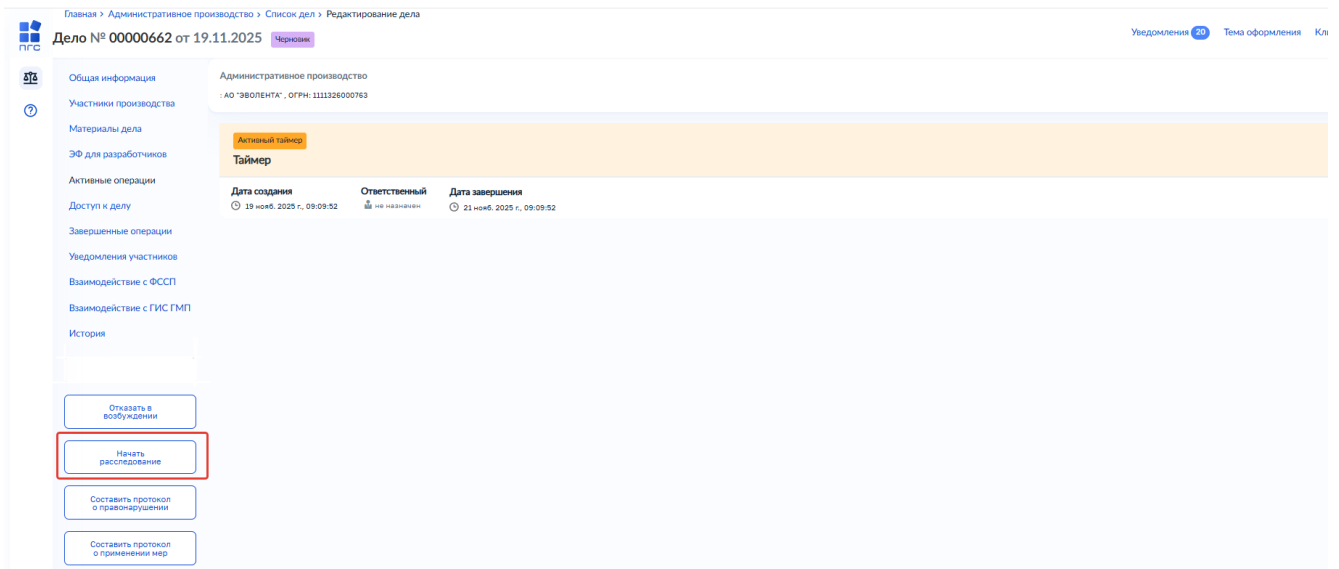 Главная > Административное производство > Список дел > Редактирование дела
пгс
Дело № 00000662 от 19.11.2025 Черновик
Уведомления 20 Тема оформления
Общая информация
Участники производства
Материалы дела
ЭФ для разработчиков
Активные операции
Доступ к делу
Завершенные операции
Уведомления участников
Взаимодействие с ФССП
Взаимодействие с ГИС ГМП
История
Отказать в
возбуждении
Начать
расследование
Составить протокол
о правонарушении
Составить протокол
о применении мер
Административное производство
: АО "ЭВОЛЕНТА" , ОГРН: 1111326000763
Активный таймер
Таймер
Дата создания Ответственный Дата завершения
19 нояб. 2025 г., 09:09:52 не назначен 21 нояб. 2025 г., 09:09:52